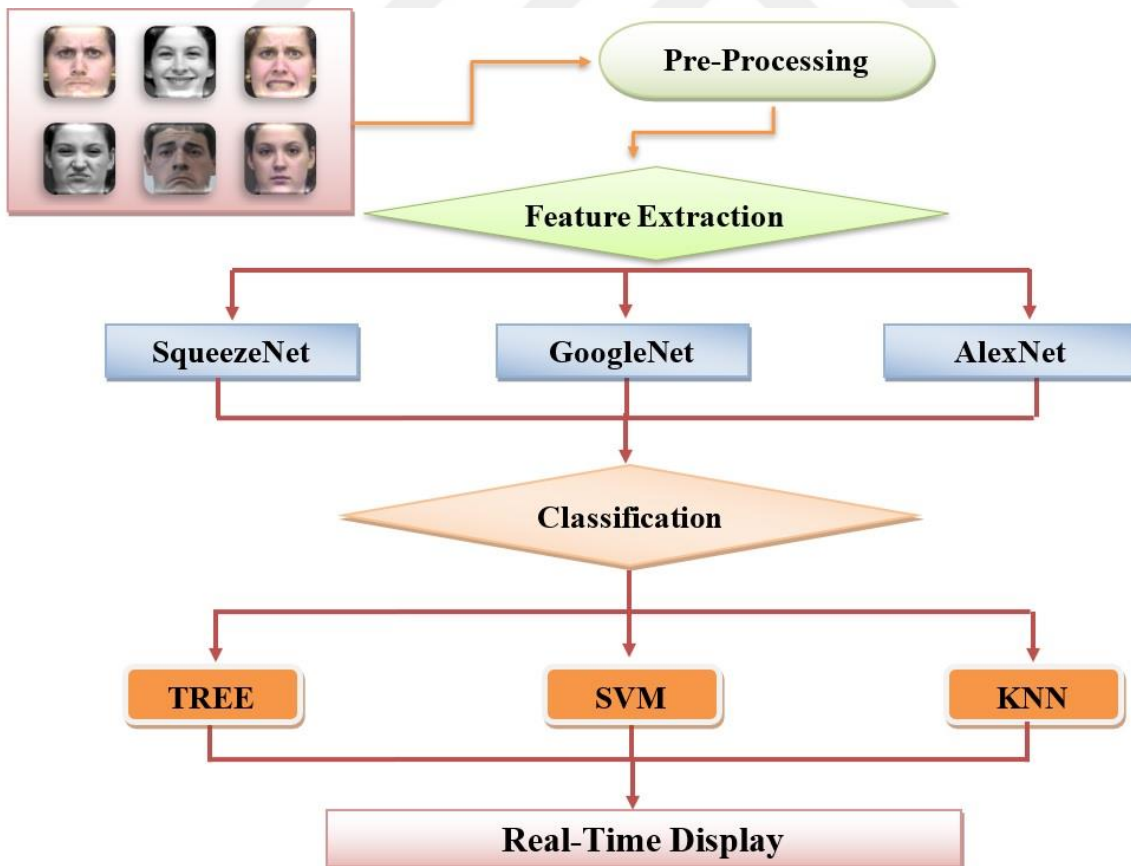 Pre-Processing
Feature Extraction
SqueezeNet
GoogleNet
AlexNet
Classification
TREE
SVM
KNN
Real-Time Display